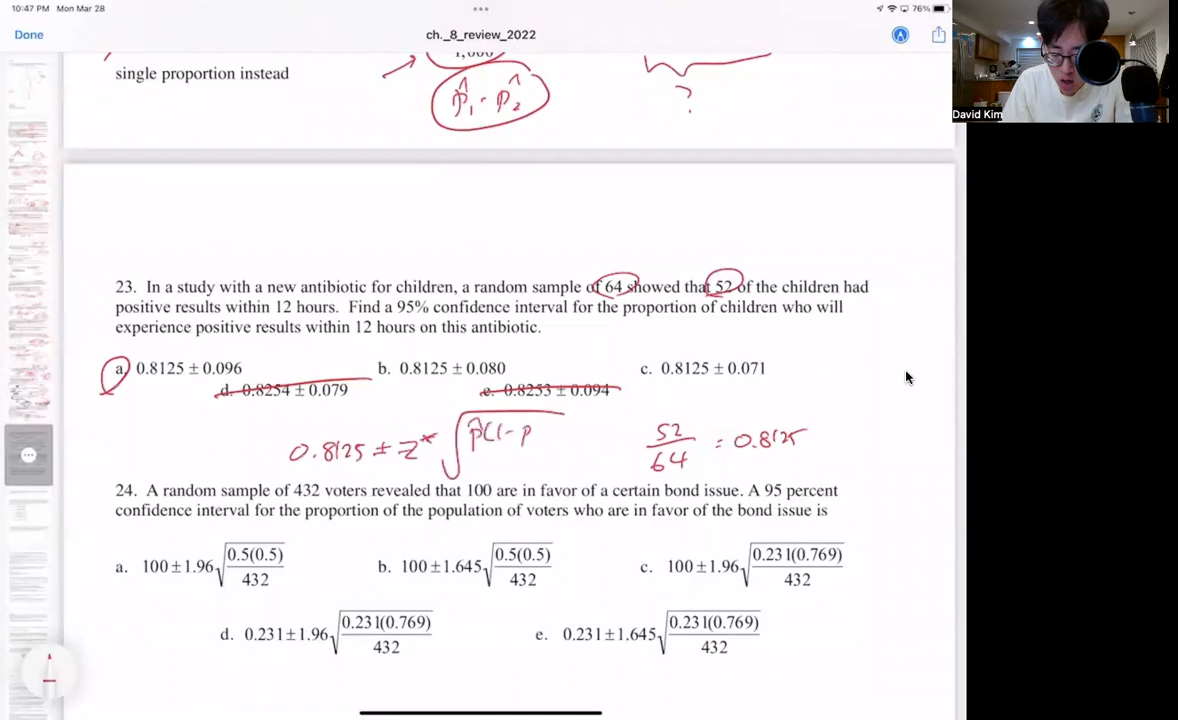 10:47 PM Mon Mar 28
76%
Done
ch._8_review_2022
David Kim
1,000
single proportion instead
p̂₁ - p̂₂
?
23. In a study with a new antibiotic for children, a random sample of 64 showed that 52 of the children had
positive results within 12 hours. Find a 95% confidence interval for the proportion of children who will
experience positive results within 12 hours on this antibiotic.
a. 0.8125 ± 0.096 b. 0.8125 ± 0.080 c. 0.8125 ± 0.071
d. 0.8254 ± 0.079 e. 0.8253 ± 0.094
0.8125 ± z* √p̂(1-p
52/64 = 0.8125
24. A random sample of 432 voters revealed that 100 are in favor of a certain bond issue. A 95 percent
confidence interval for the proportion of the population of voters who are in favor of the bond issue is
a. 100 ± 1.96√(0.5(0.5)/432) b. 100 ± 1.645√(0.5(0.5)/432) c. 100 ± 1.96√(0.231(0.769)/432)
d. 0.231 ± 1.96√(0.231(0.769)/432) e. 0.231 ± 1.645√(0.231(0.769)/432)